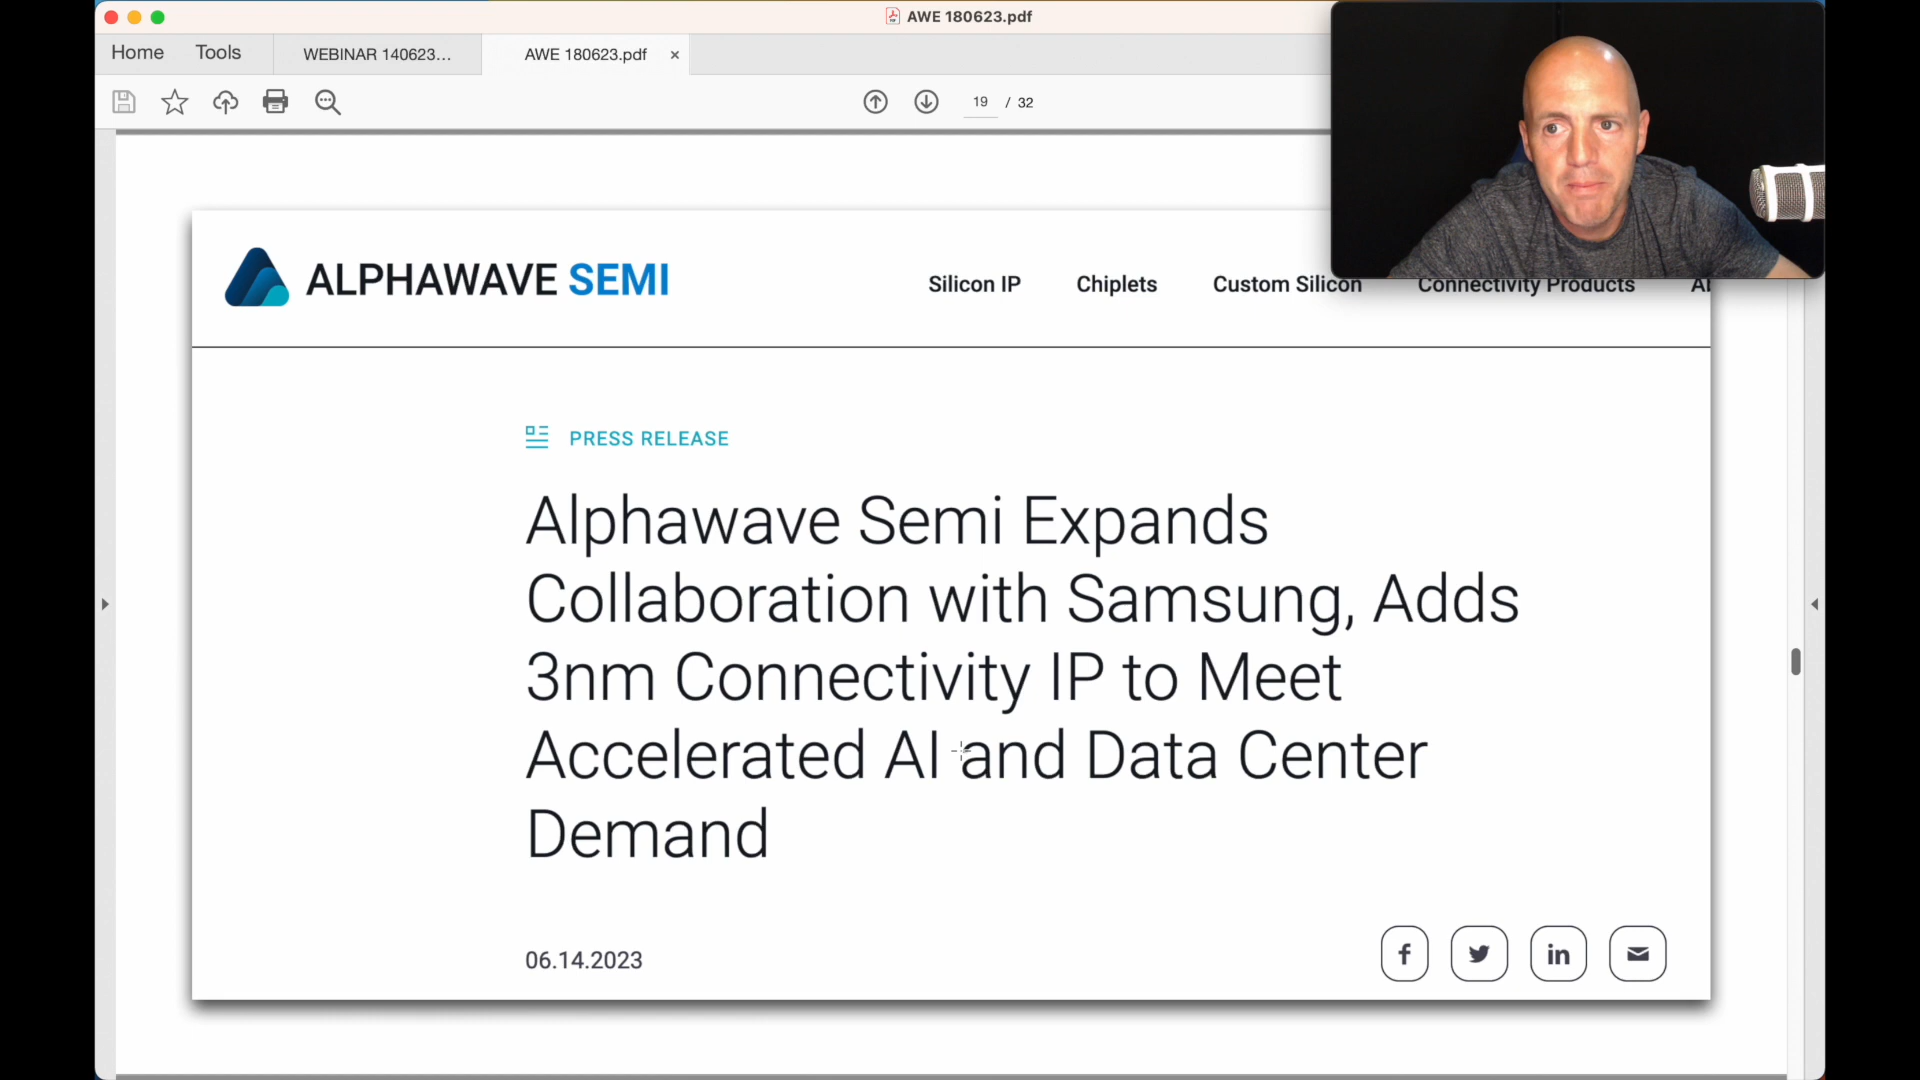 AWE 180623.pdf
Home Tools WEBINAR 140623... AWE 180623.pdf ×
19 / 32
ALPHAWAVE SEMI
Silicon IP Chiplets Custom Silicon Connectivity Products
PRESS RELEASE
Alphawave Semi Expands
Collaboration with Samsung, Adds
3nm Connectivity IP to Meet
Accelerated AI and Data Center
Demand
06.14.2023